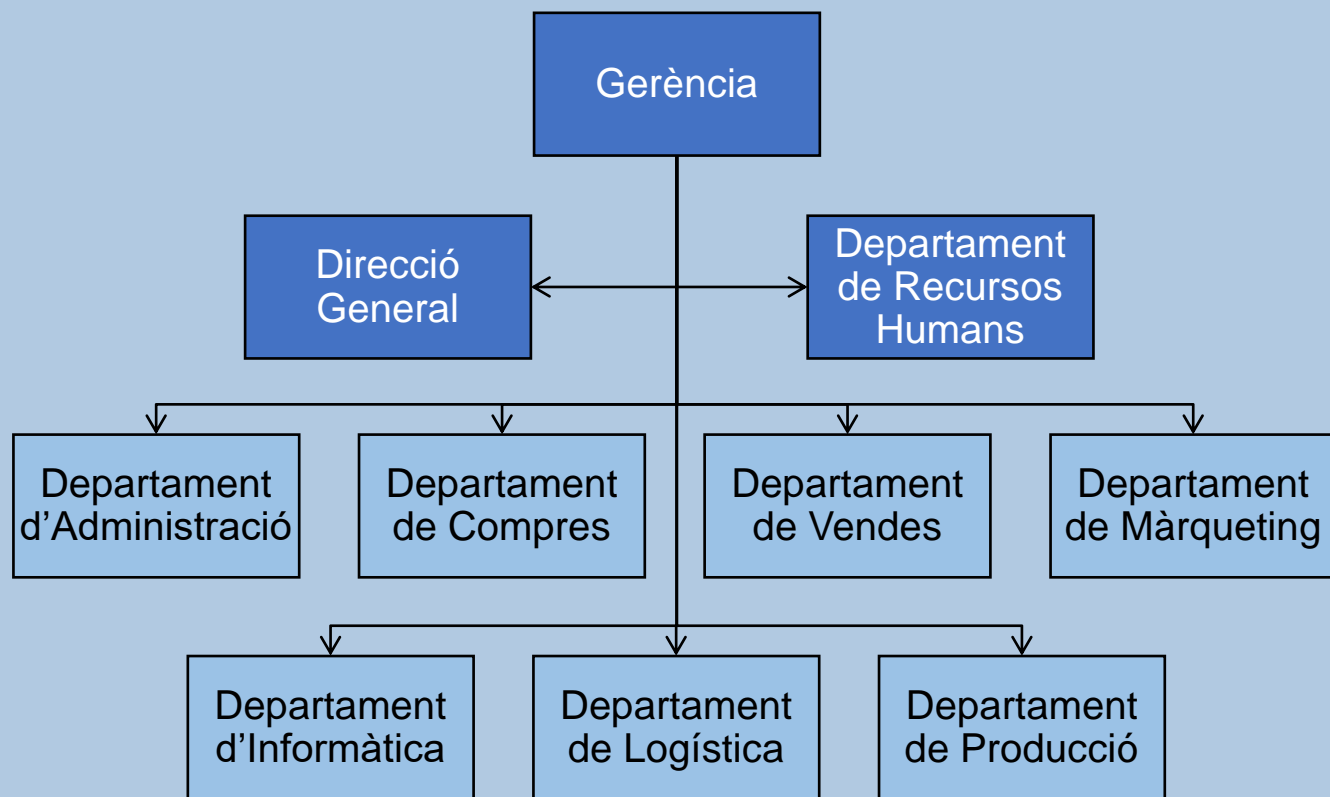 Gerència
Direcció
General
Departament
de Recursos
Humans
Departament
d’Administració
Departament
de Compres
Departament
de Vendes
Departament
de Màrqueting
Departament
d’Informàtica
Departament
de Logística
Departament
de Producció